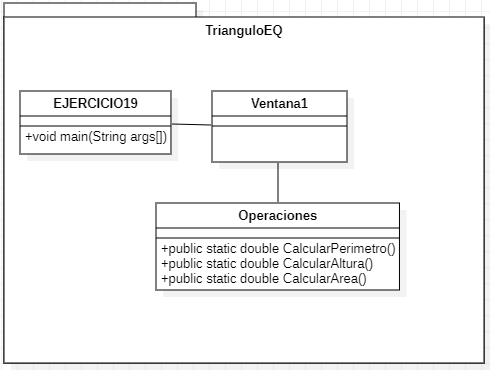 TrianguloEQ
EJERCICIO19
+void main(String args[])
Ventana1
Operaciones
+public static double CalcularPerimetro()
+public static double CalcularAltura()
+public static double CalcularArea()